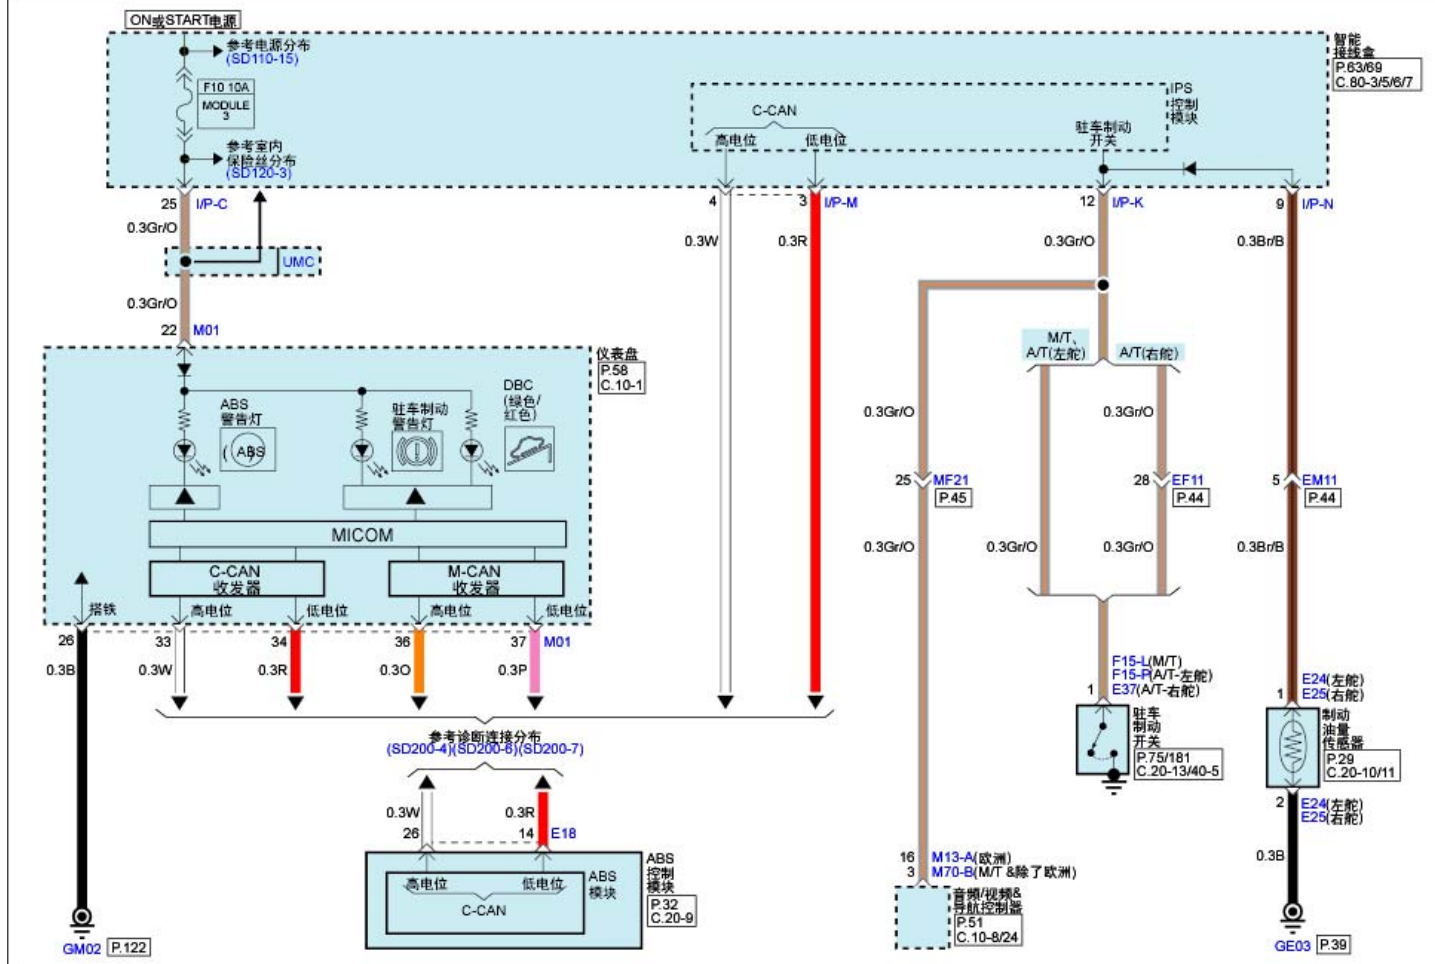 ON或START电源
参考电源分布
(SD110-15)
F10 10A
MODULE
3
参考室内
保险丝分布
(SD120-3)
智能
接线盒
P.63/69
C.80-3/5/6/7
IPS
控制
模块
C-CAN
高电位
低电位
驻车制动
开关
25
I/P-C
4
3
I/P-M
12
I/P-K
9
I/P-N
0.3Gr/O
0.3W
0.3R
0.3Gr/O
0.3Br/B
UMC
0.3Gr/O
22
M01
M/T、
A/T(左舵)
A/T(右舵)
仪表盘
P.58
C.10-1
ABS
警告灯
ABS
驻车制动
警告灯
DBC
(绿色/
红色)
0.3Gr/O
0.3Gr/O
25
MF21
P.45
28
EF11
P.44
5
EM11
P.44
MICOM
C-CAN
收发器
M-CAN
收发器
0.3Gr/O
0.3Gr/O
0.3Gr/O
0.3Br/B
搭铁
高电位
低电位
高电位
低电位
26
33
34
36
37
M01
0.3B
0.3W
0.3R
0.3O
0.3P
参考诊断连接分布
(SD200-4)(SD200-6)(SD200-7)
F15-L(M/T)
F15-P(A/T-左舵)
1
E37(A/T-右舵)
驻车
制动
开关
P.75/181
C.20-13/40-5
1
E24(左舵)
E25(右舵)
制动
油量
传感器
P.29
C.20-10/11
2
E24(左舵)
E25(右舵)
0.3B
0.3W
0.3R
26
14
E18
高电位
低电位
C-CAN
ABS
模块
ABS
控制
模块
P.32
C.20-9
16
M13-A(欧洲)
3
M70-B(M/T &除了欧洲)
音频/视频&
导航控制器
P.51
C.10-8/24
GM02
P.122
GE03
P.39